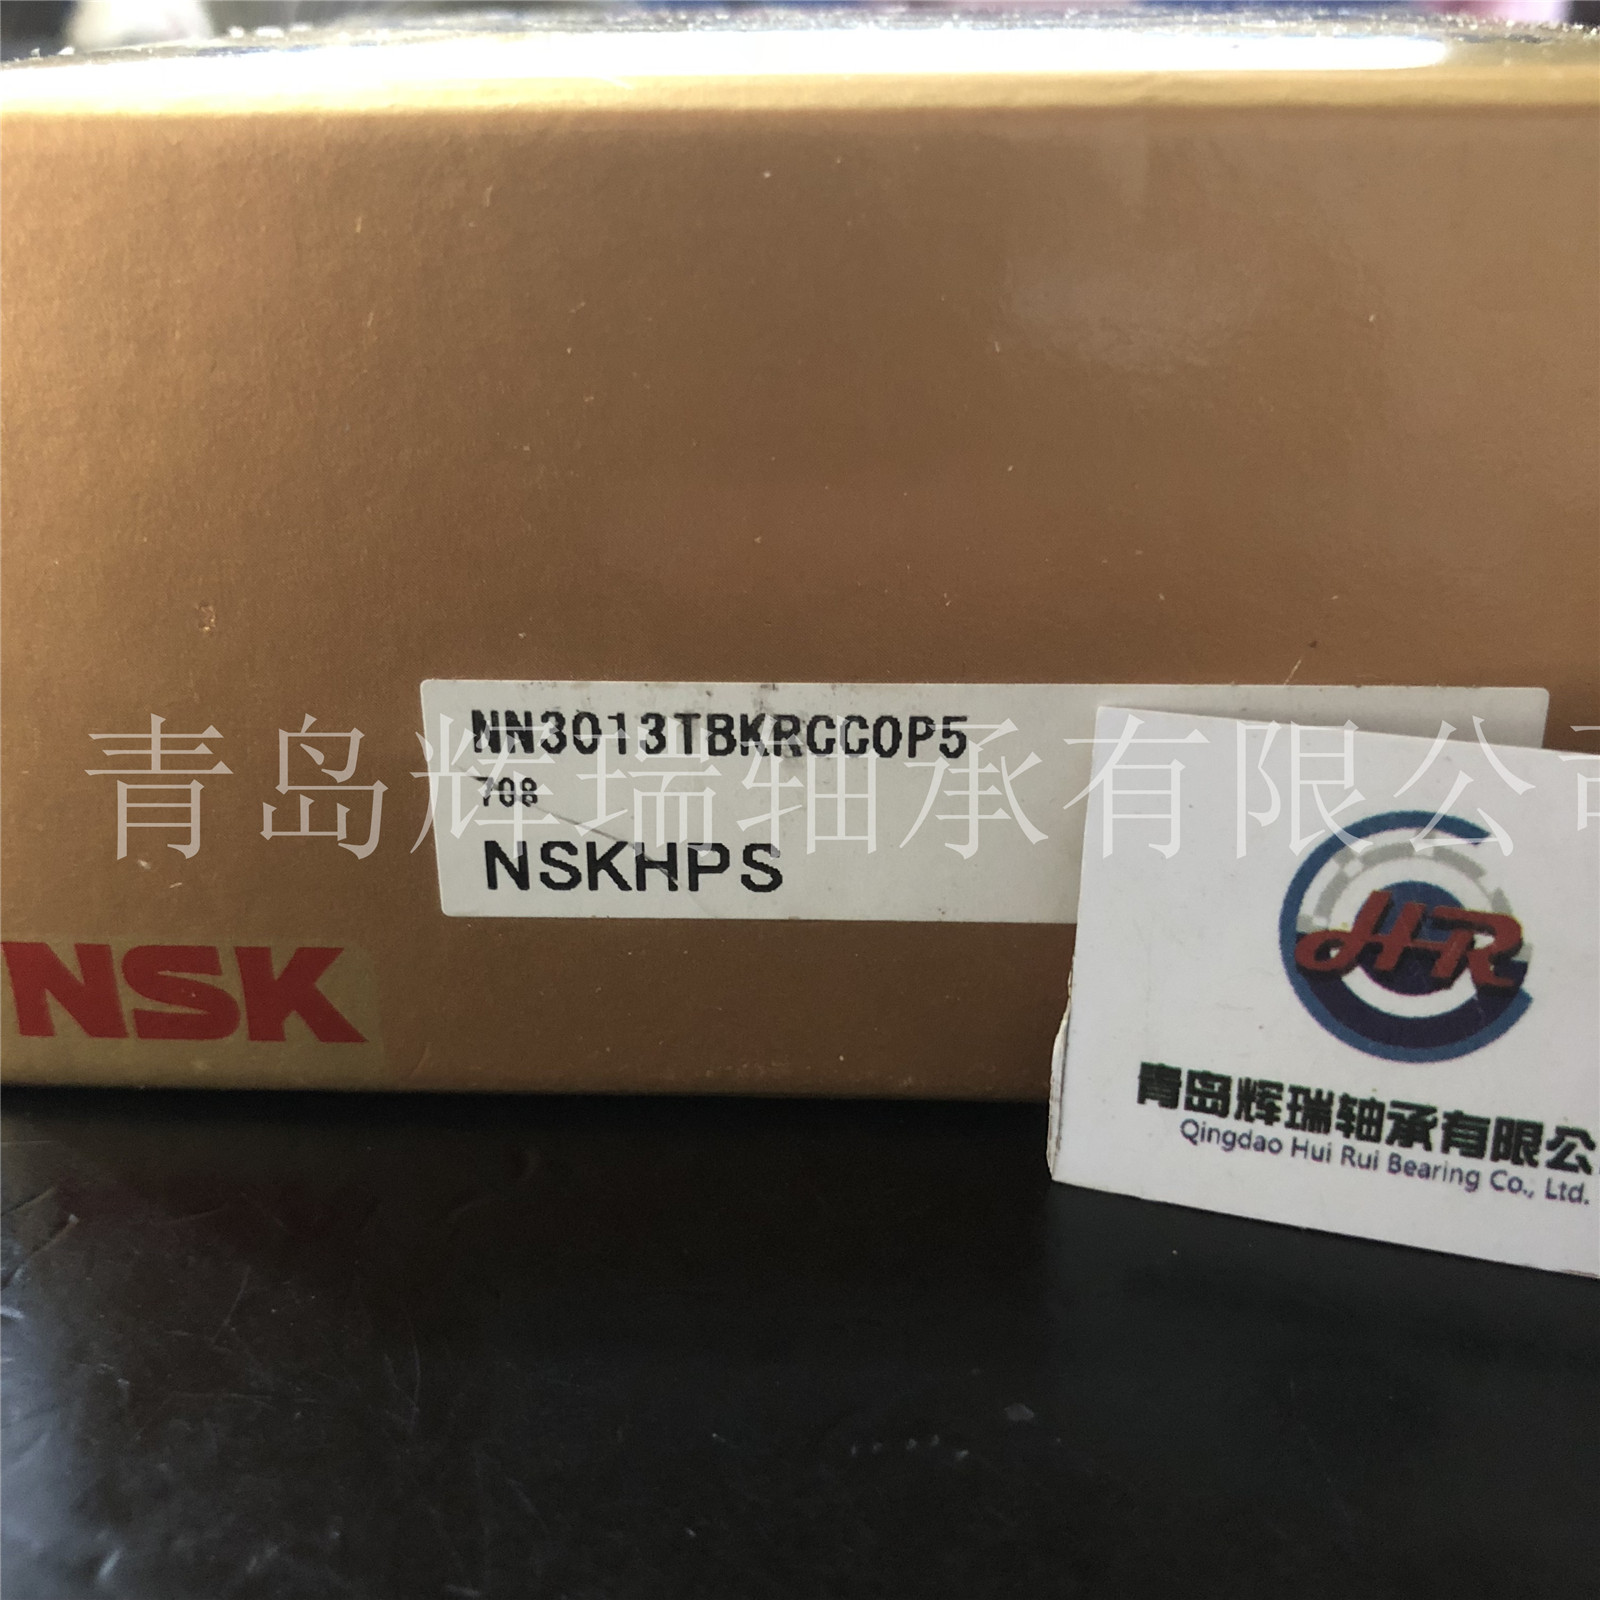 NN3013TBKRCC0P5
708
NSKHPS
青岛辉瑞轴承有限公司
NSK
HR
青岛辉瑞轴承有限公
Qingdao Hui Rui Bearing Co., Ltd.